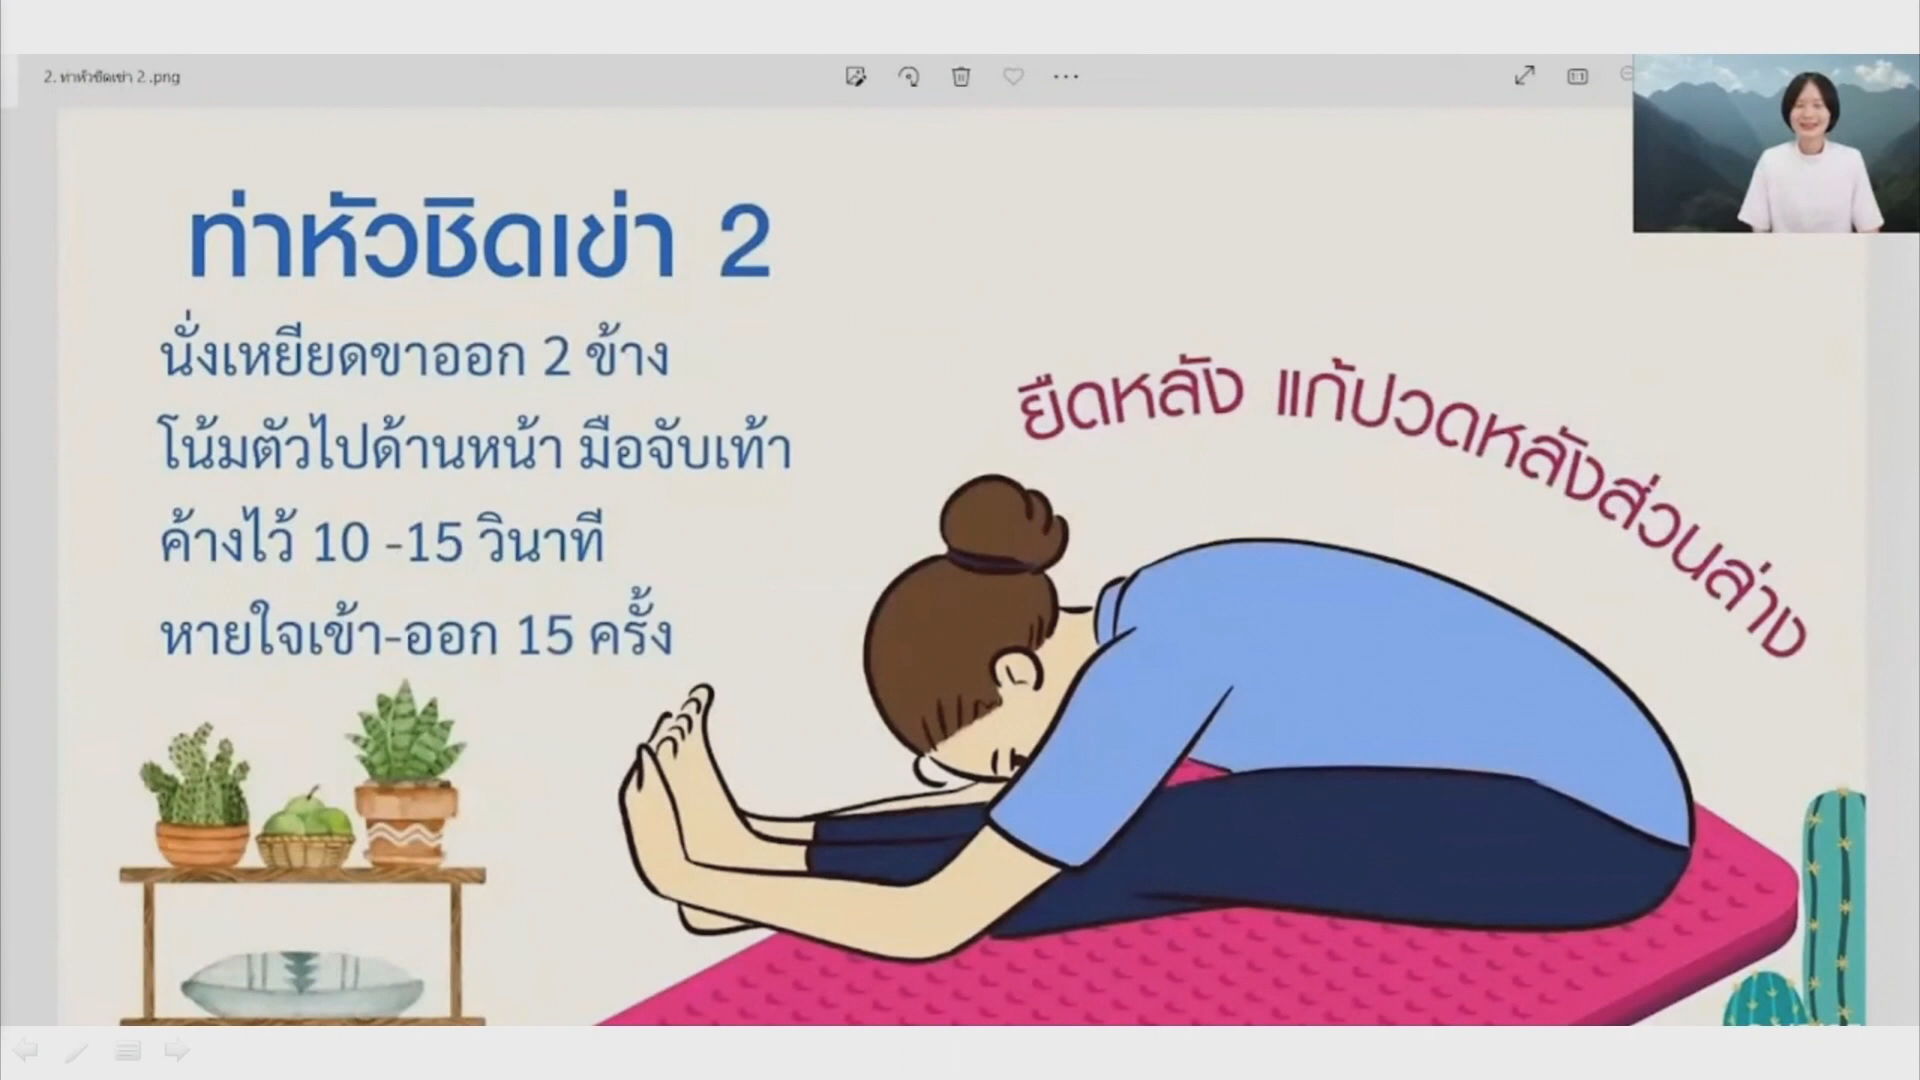 2. ท่าหัวชิดเข่า 2 .png
ท่าหัวชิดเข่า 2
นั่งเหยียดขาออก 2 ข้าง
โน้มตัวไปด้านหน้า มือจับเท้า
ค้างไว้ 10 -15 วินาที
หายใจเข้า-ออก 15 ครั้ง
ยืดหลัง แก้ปวดหลังส่วนล่าง